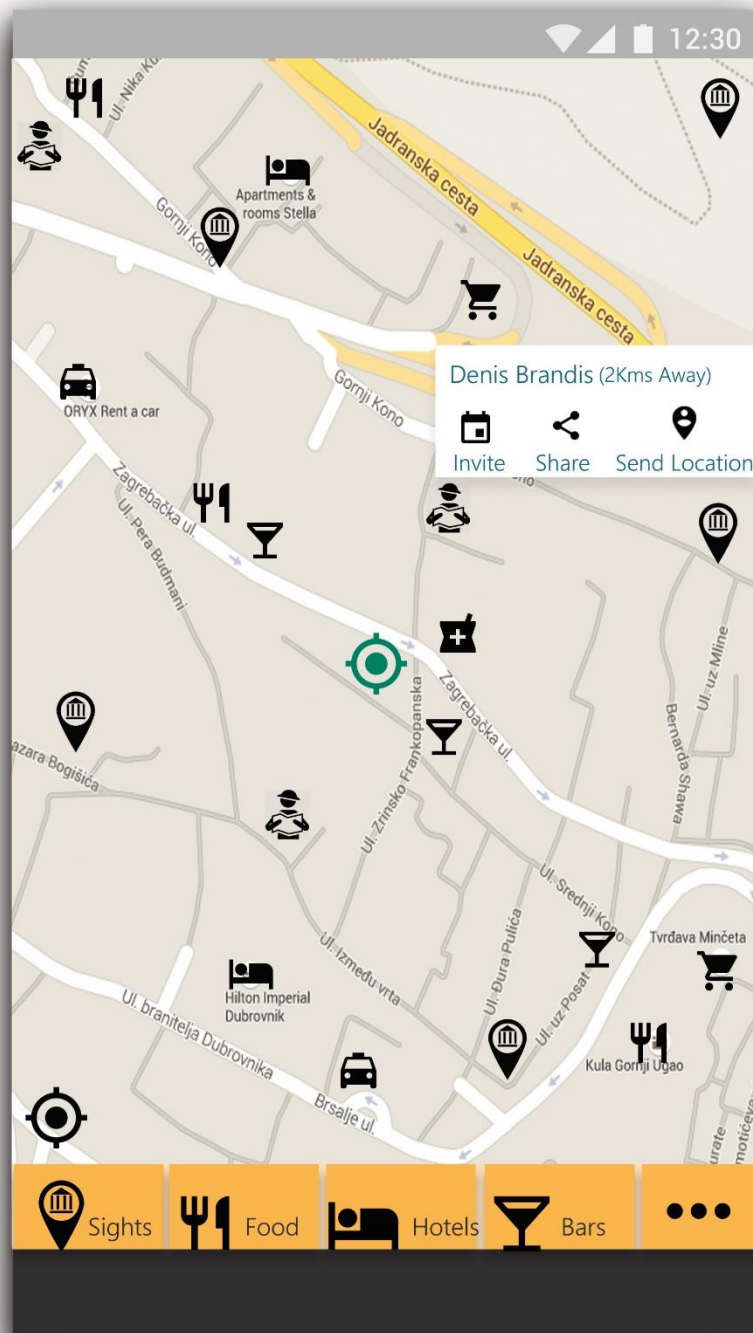 12:30
Ul. Nika
Jadranska cesta
Apartments &
rooms Stella
Gornji Kono
Jadranska cesta
Denis Brandis (2Kms Away)
Gornji Kono
ORYX Rent a car
Invite Share Send Location
Zagrebačka ul.
Ul. Pera Budmani
Ul. uz Mline
Zagrebačka ul.
Ul. Zrinsko Frankopanska
Bernarda Shawa
azara Bogišića
Ul. Srednji Kono
Tvrđava Minčeta
Ul. Između vrta
Ul. Đura Pulića
Ul. uz Posat
Hilton Imperial
Dubrovnik
Ul. branitelja Dubrovnika
Kula Gornji Ugao
Brsalje ul.
Sights Food Hotels Bars